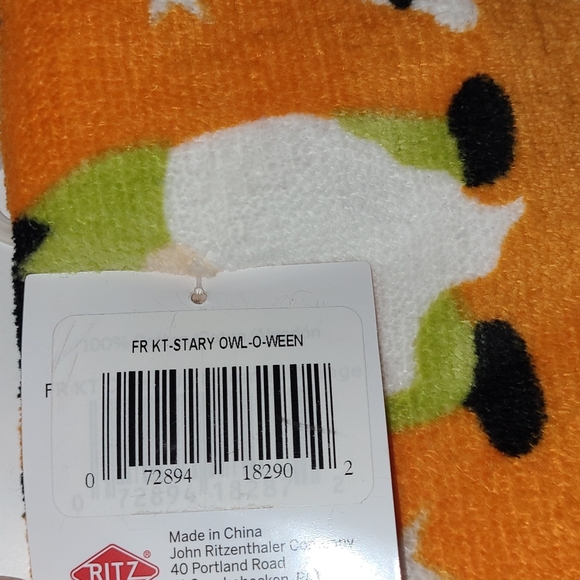 FR KT-STARY OWL-O-WEEN
0 72894 18290 2
Made in China
John Ritzenthaler Company
40 Portland Road
RITZ®